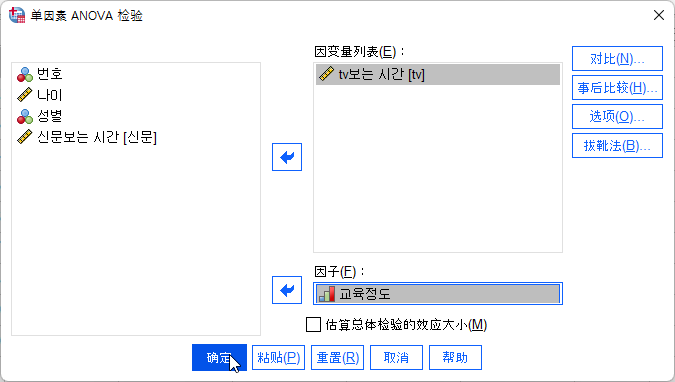 单因素 ANOVA 检验
번호
나이
성별
신문보는 시간 [신문]
因变量列表(E)：
tv보는 시간 [tv]
因子(F)：
교육정도
估算总体检验的效应大小(M)
对比(N)...
事后比较(H)...
选项(O)...
拔靴法(B)...
确定
粘贴(P)
重置(R)
取消
帮助